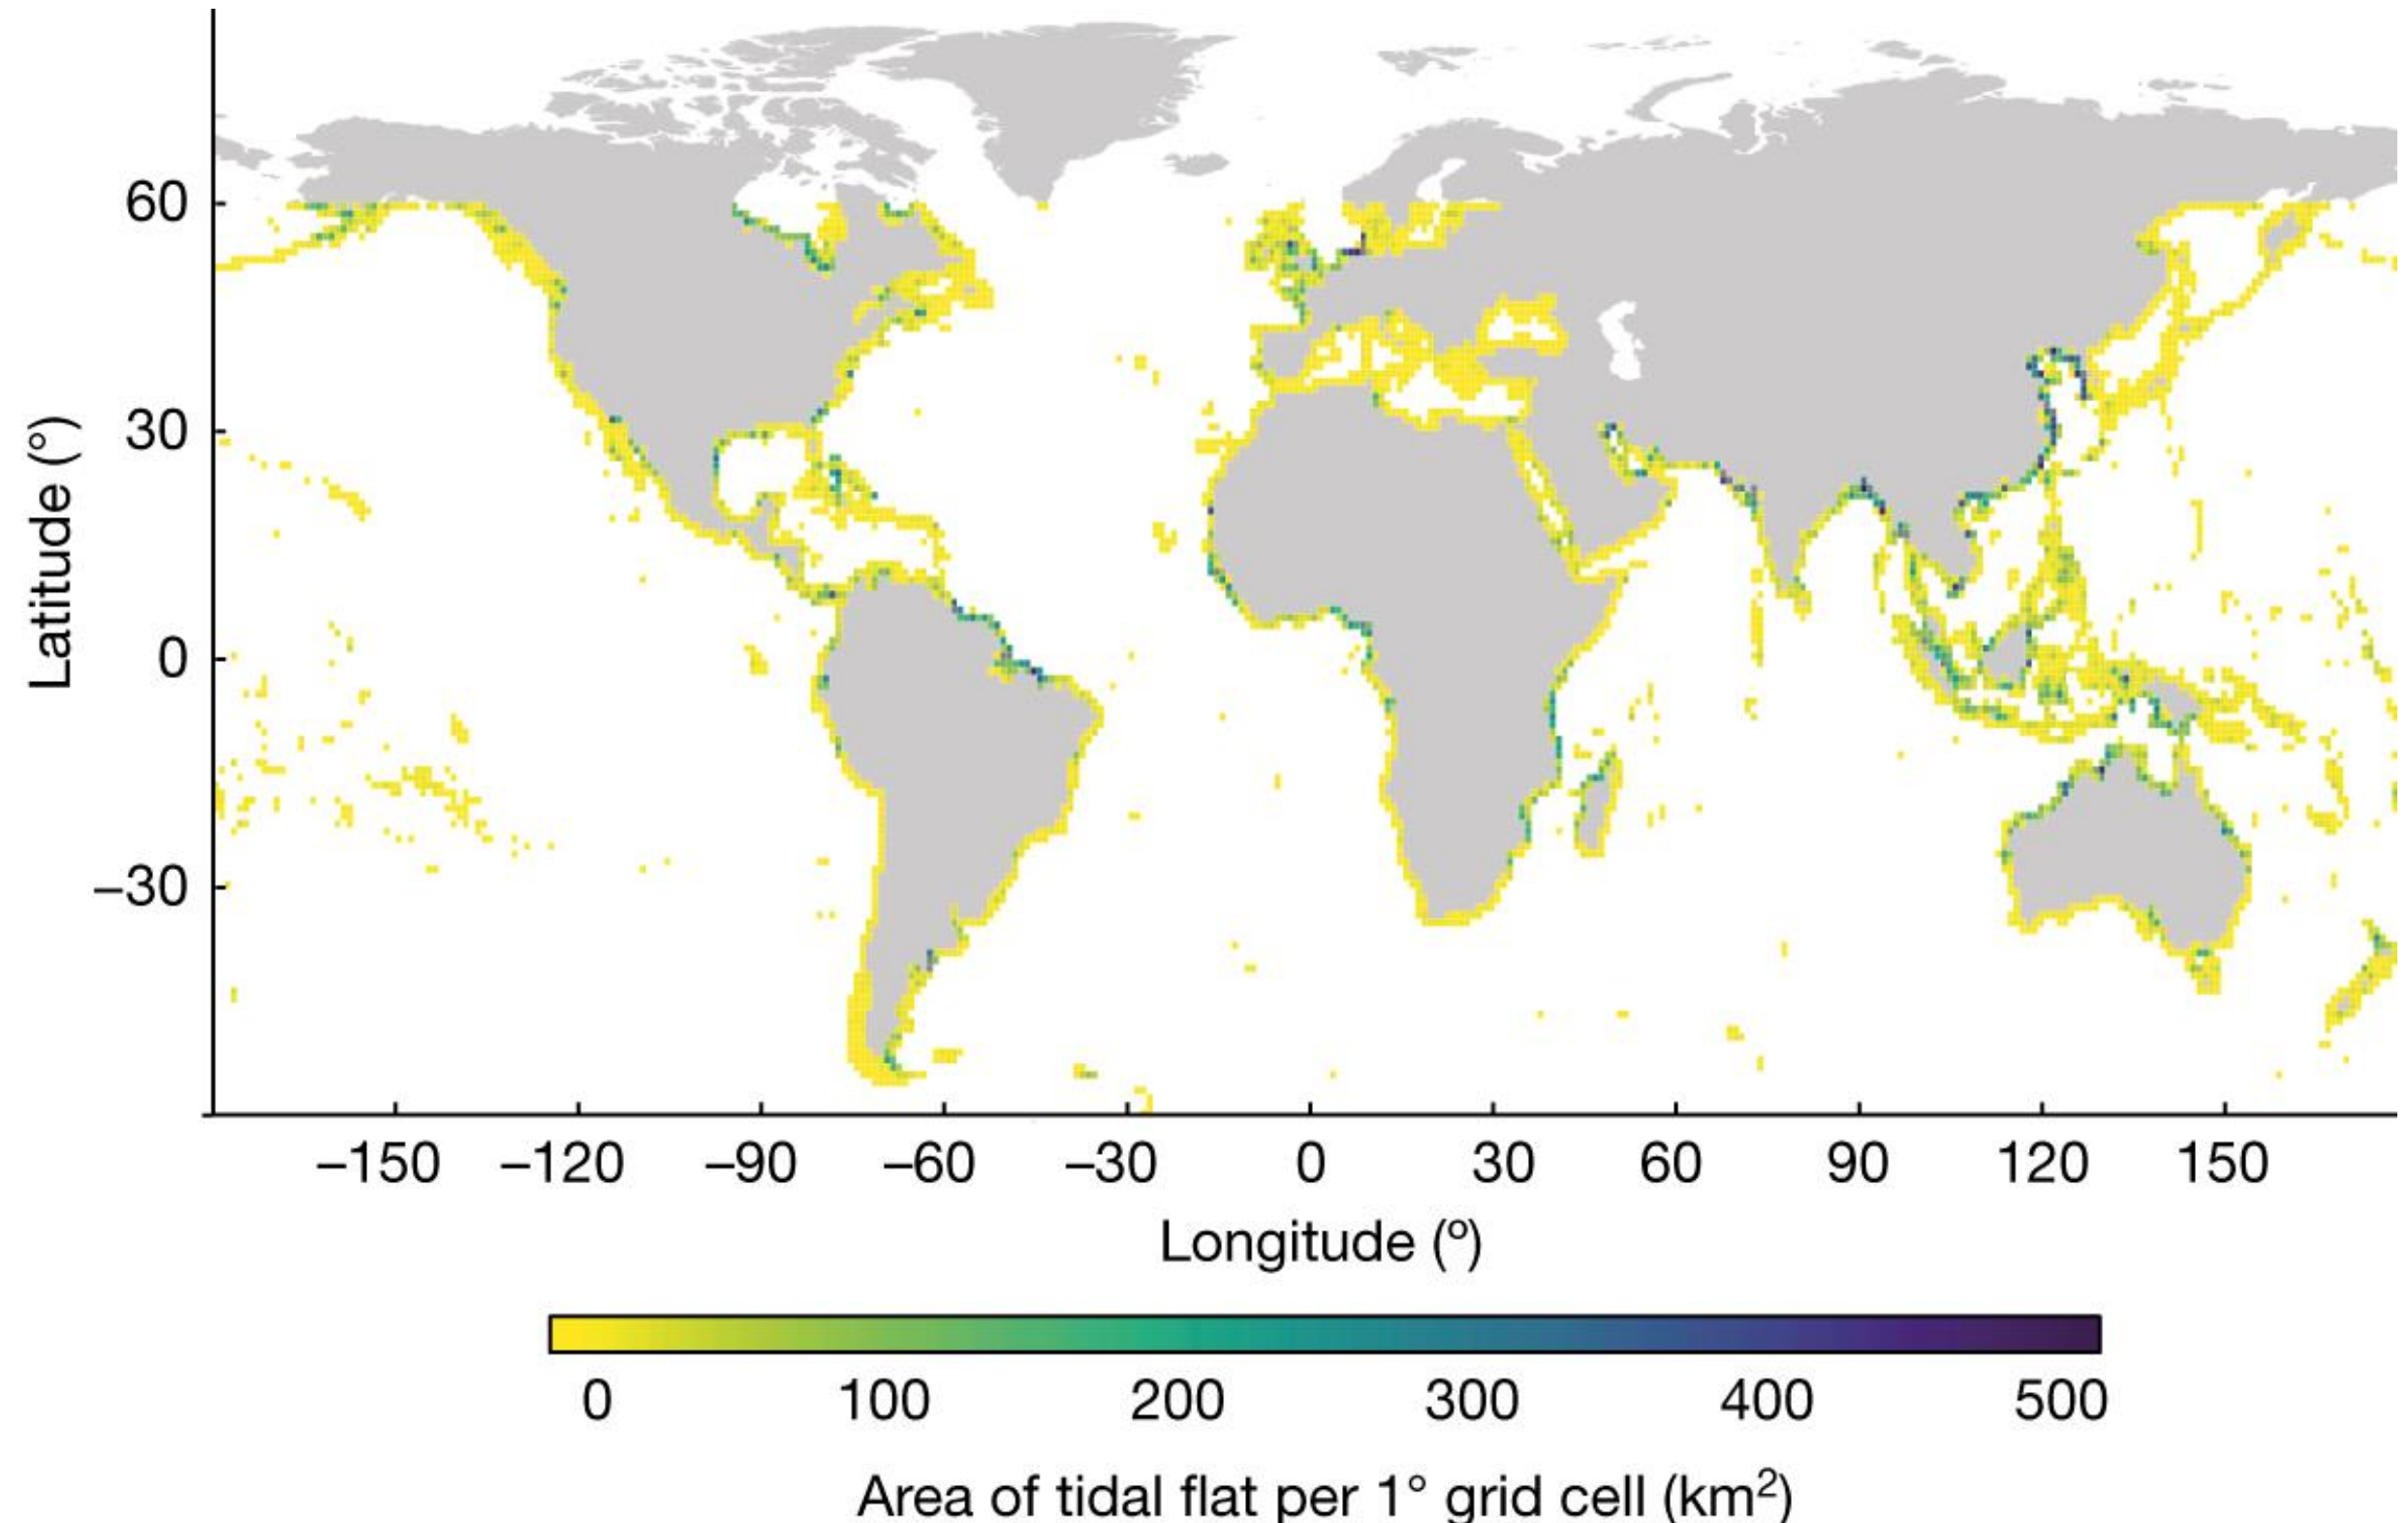 60
30
0
–30
Latitude (°)
–150 –120 –90 –60 –30 0 30 60 90 120 150
Longitude (º)
0 100 200 300 400 500
Area of tidal flat per 1° grid cell (km²)